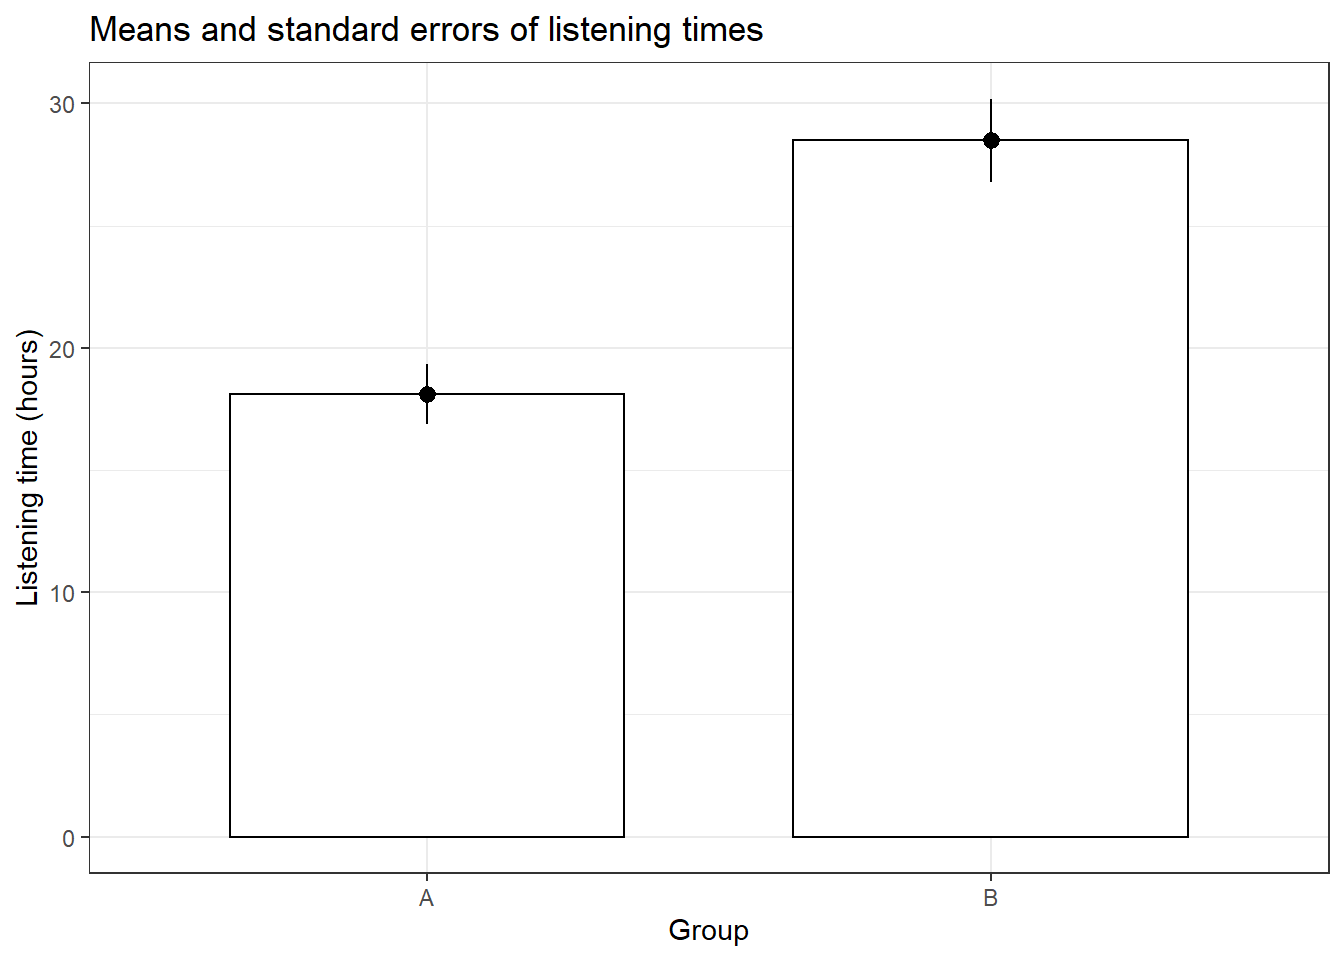 Means and standard errors of listening times
30
20
10
0
Listening time (hours)
A
B
Group